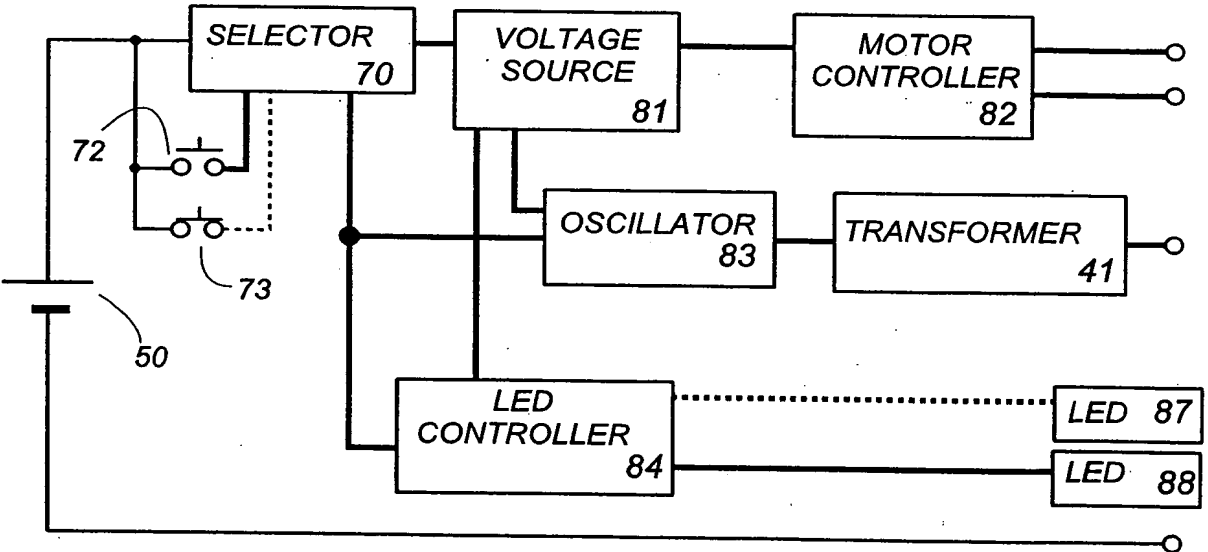 SELECTOR
70
VOLTAGE
SOURCE
81
MOTOR
CONTROLLER
82
72
73
50
OSCILLATOR
83
TRANSFORMER
41
LED
CONTROLLER
84
LED 87
LED 88